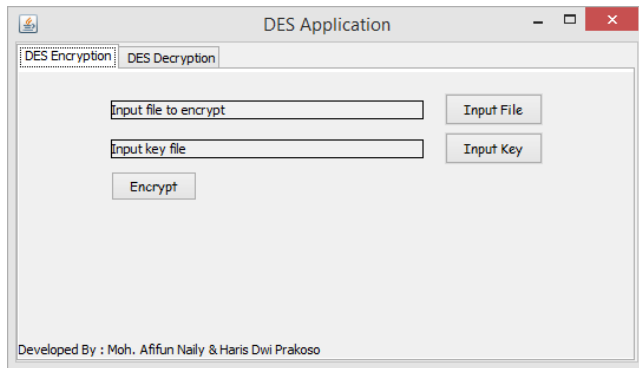 DES Application
DES Encryption DES Decryption
Input file to encrypt Input File
Input key file Input Key
Encrypt
Developed By : Moh. Afifun Naily & Haris Dwi Prakoso